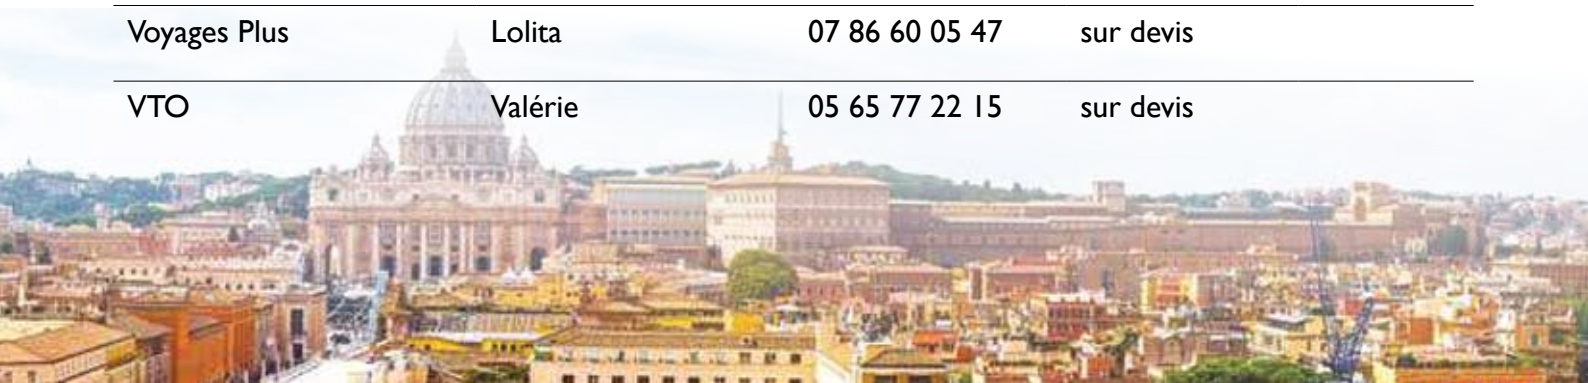 Voyages Plus Lolita 07 86 60 05 47 sur devis
VTO Valérie 05 65 77 22 15 sur devis